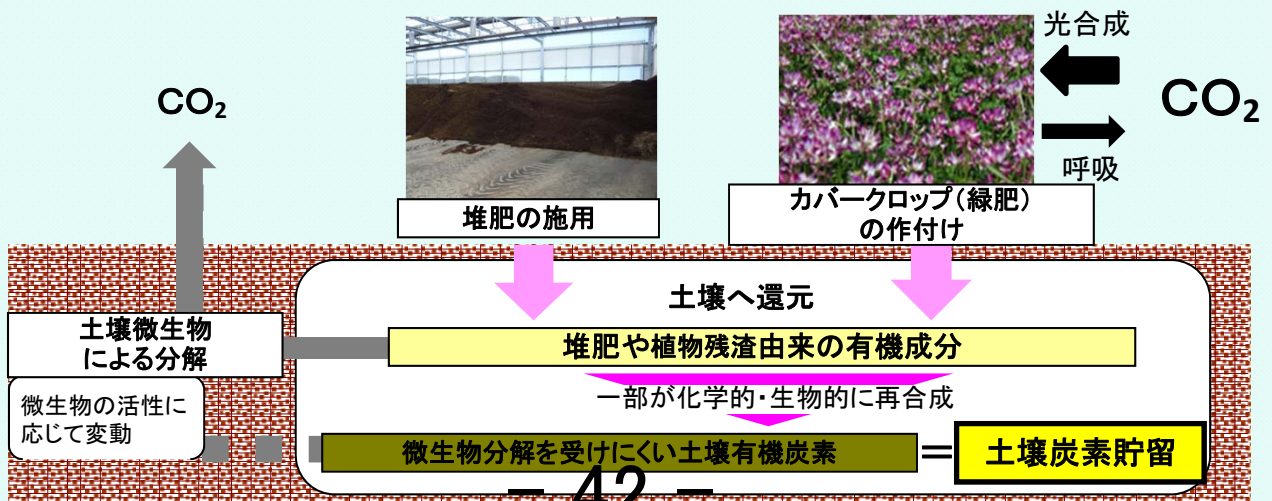 光合成
CO₂
CO₂
呼吸
堆肥の施用
カバークロップ(緑肥)
の作付け
土壌へ還元
土壌微生物
による分解
堆肥や植物残渣由来の有機成分
微生物の活性に
応じて変動
一部が化学的・生物的に再合成
微生物分解を受けにくい土壌有機炭素
=
土壌炭素貯留
− 42 −